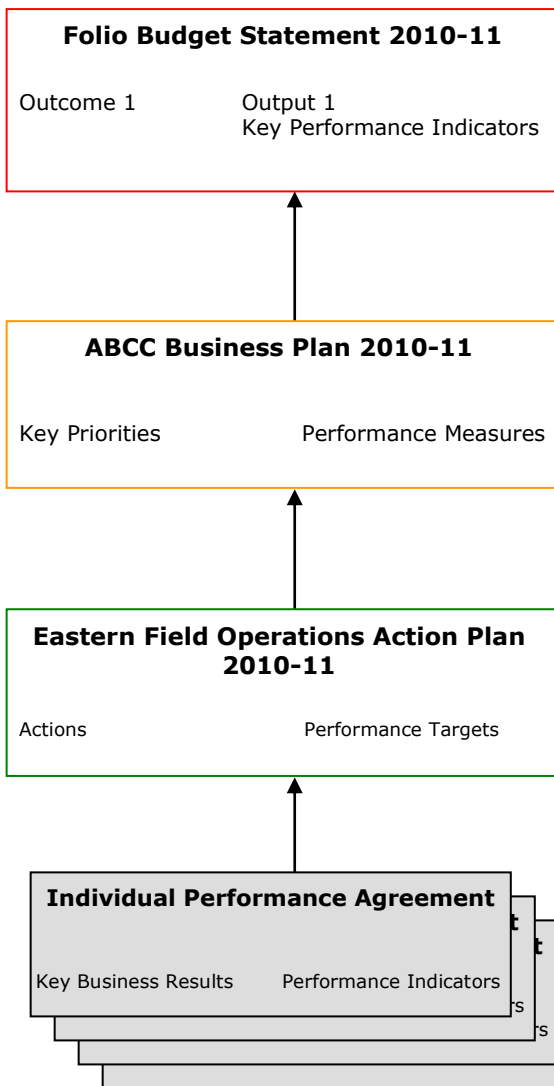 Folio Budget Statement 2010-11
Outcome 1 Output 1
Key Performance Indicators
ABCC Business Plan 2010-11
Key Priorities Performance Measures
Eastern Field Operations Action Plan
2010-11
Actions Performance Targets
Individual Performance Agreement
Key Business Results Performance Indicators
t
t
rs
rs